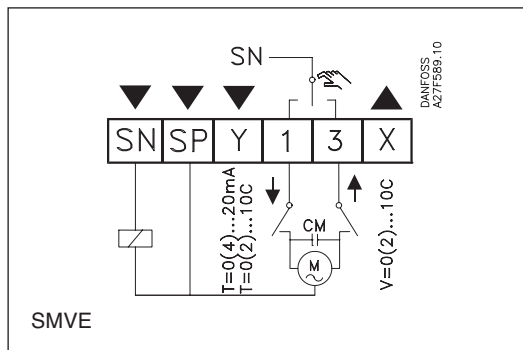 SN
DANFOSS
A27F589.10
SN SP Y 1 3 X
T=0(4)...20mA
T=0(2)...10C
CM
M
V=0(2)...10C
SMVE